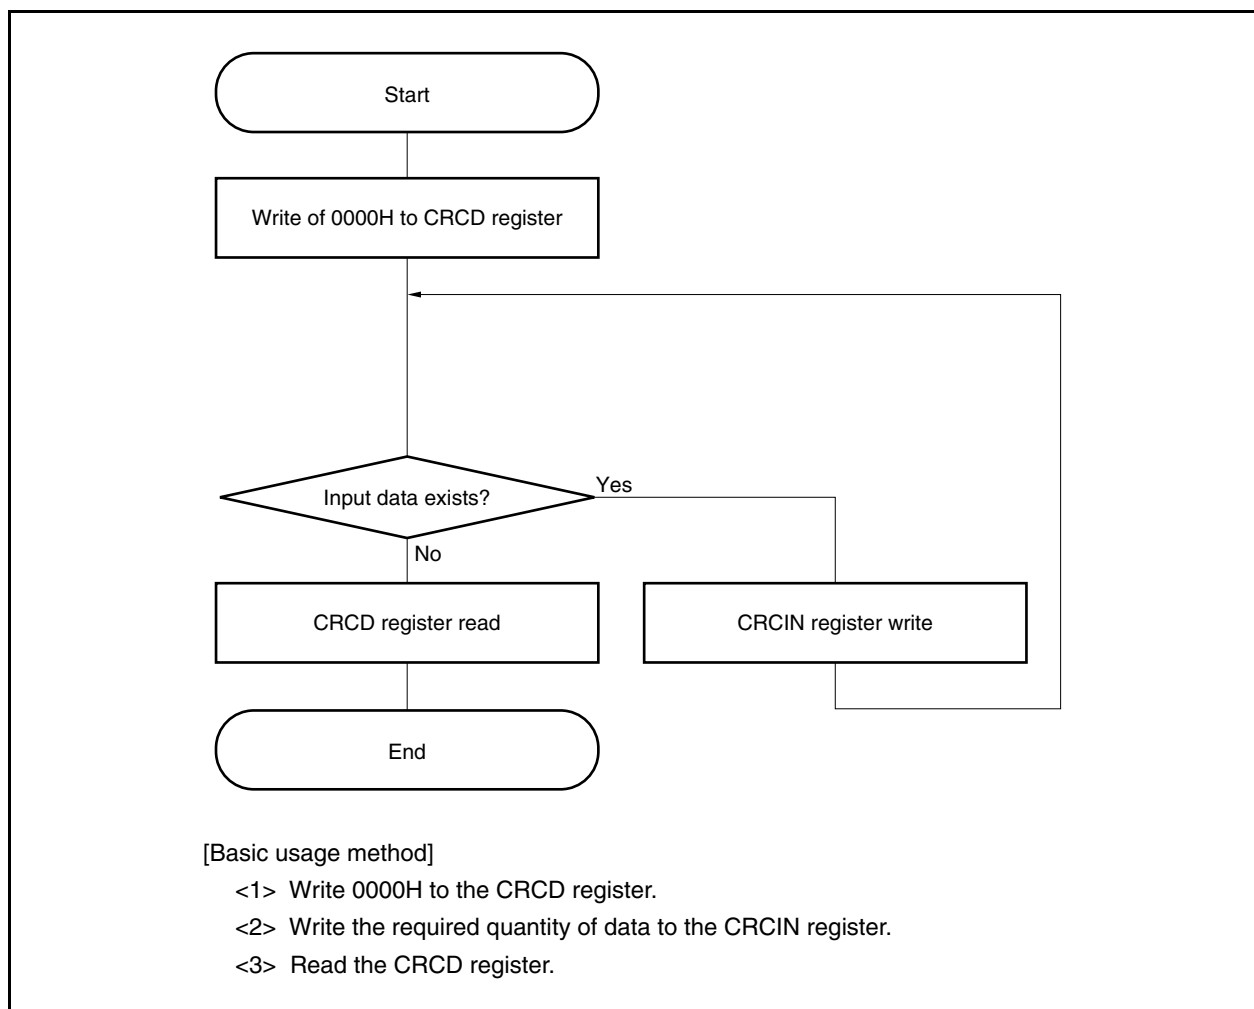 Start
Write of 0000H to CRCD register
Input data exists?
Yes
No
CRCD register read
CRCIN register write
End
[Basic usage method]
<1> Write 0000H to the CRCD register.
<2> Write the required quantity of data to the CRCIN register.
<3> Read the CRCD register.